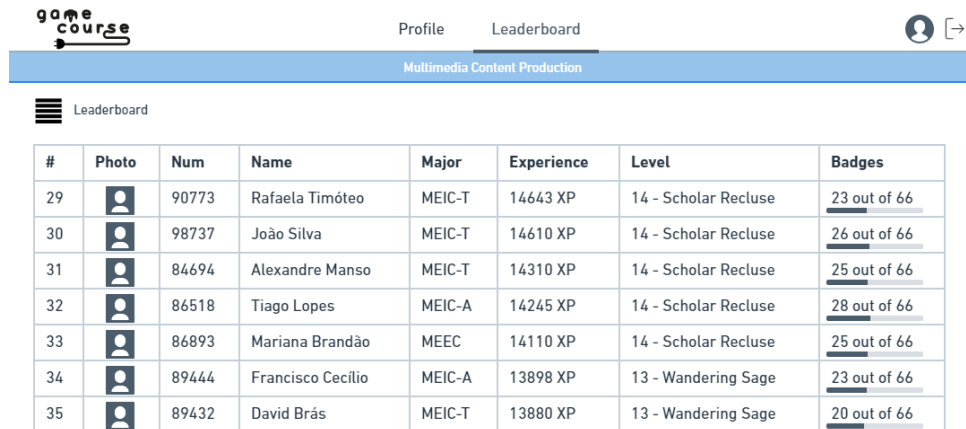 game
course
Profile Leaderboard
Multimedia Content Production
Leaderboard
# Photo Num Name Major Experience Level Badges
29 90773 Rafaela Timóteo MEIC-T 14643 XP 14 - Scholar Recluse 23 out of 66
30 98737 João Silva MEIC-T 14610 XP 14 - Scholar Recluse 26 out of 66
31 84694 Alexandre Manso MEIC-T 14310 XP 14 - Scholar Recluse 25 out of 66
32 86518 Tiago Lopes MEIC-A 14245 XP 14 - Scholar Recluse 28 out of 66
33 86893 Mariana Brandão MEEC 14110 XP 14 - Scholar Recluse 25 out of 66
34 89444 Francisco Cecílio MEIC-A 13898 XP 13 - Wandering Sage 23 out of 66
35 89432 David Brás MEIC-T 13880 XP 13 - Wandering Sage 20 out of 66